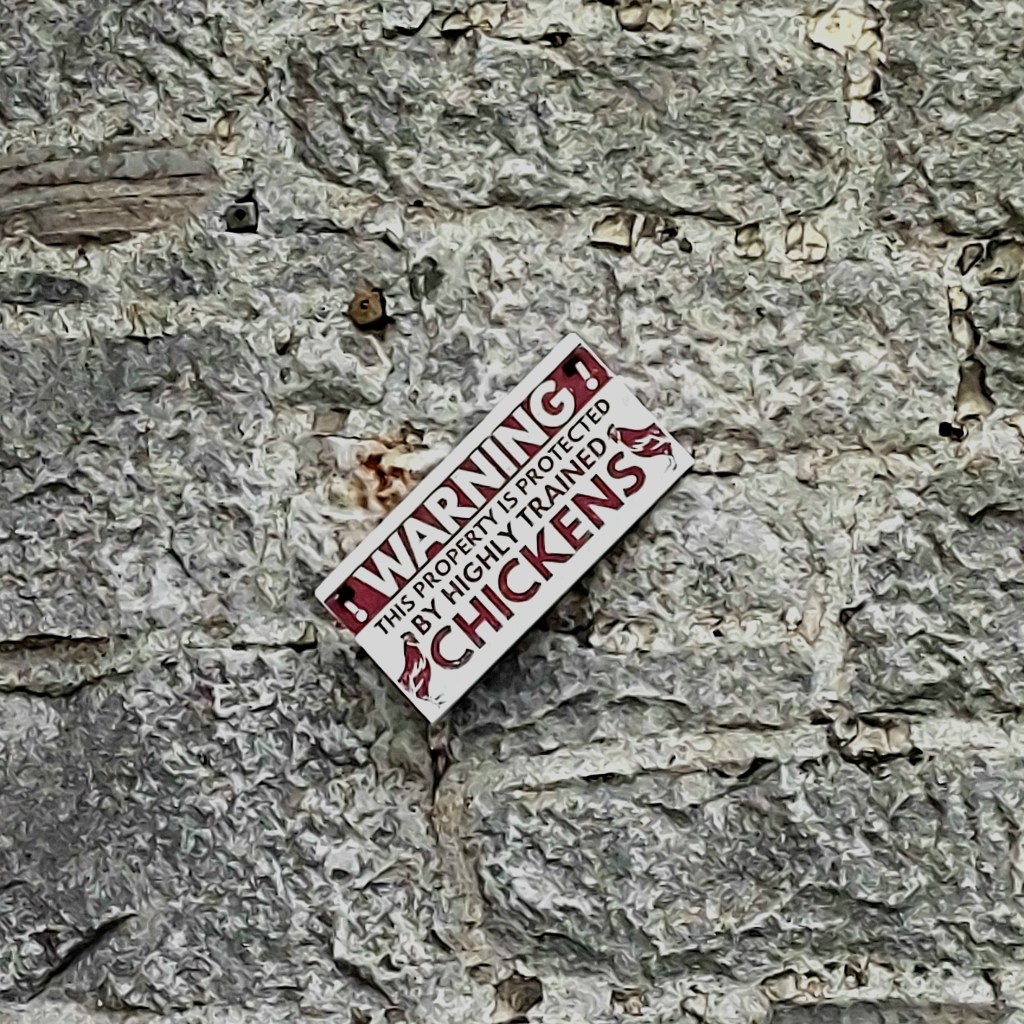 ! WARNING !
THIS PROPERTY IS PROTECTED
BY HIGHLY TRAINED
CHICKENS